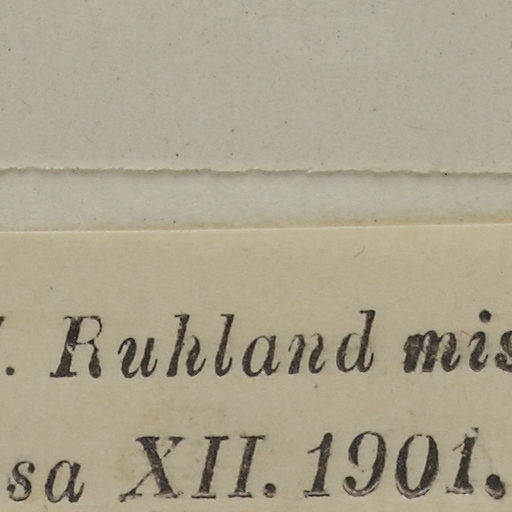 . Ruhland mis
sa XII. 1901.